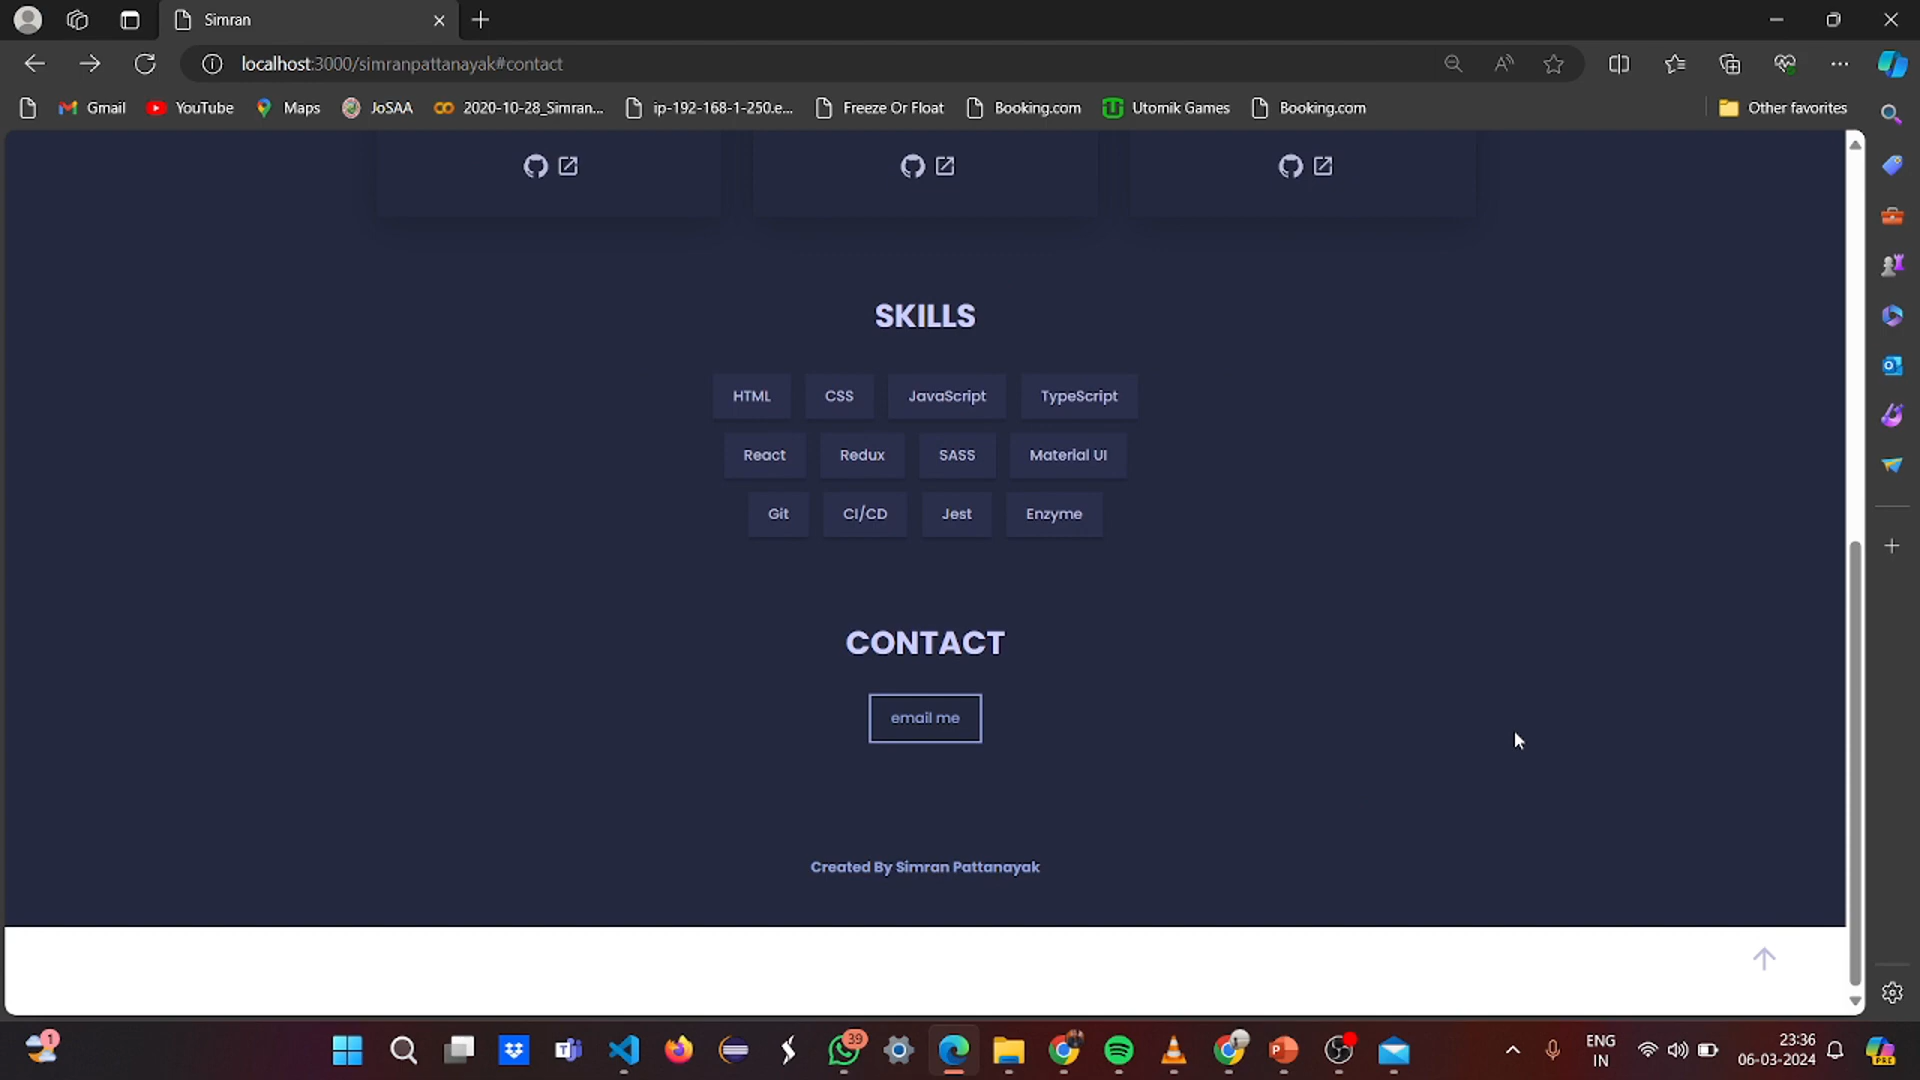 Simran
localhost:3000/simranpattanayak#contact
Gmail YouTube Maps JoSAA 2020-10-28_Simran... ip-192-168-1-250.e... Freeze Or Float Booking.com Utomik Games Booking.com Other favorites
SKILLS
HTML CSS JavaScript TypeScript
React Redux SASS Material UI
Git CI/CD Jest Enzyme
CONTACT
email me
Created By Simran Pattanayak
1
39
ENG
IN
23:36
06-03-2024
PRE